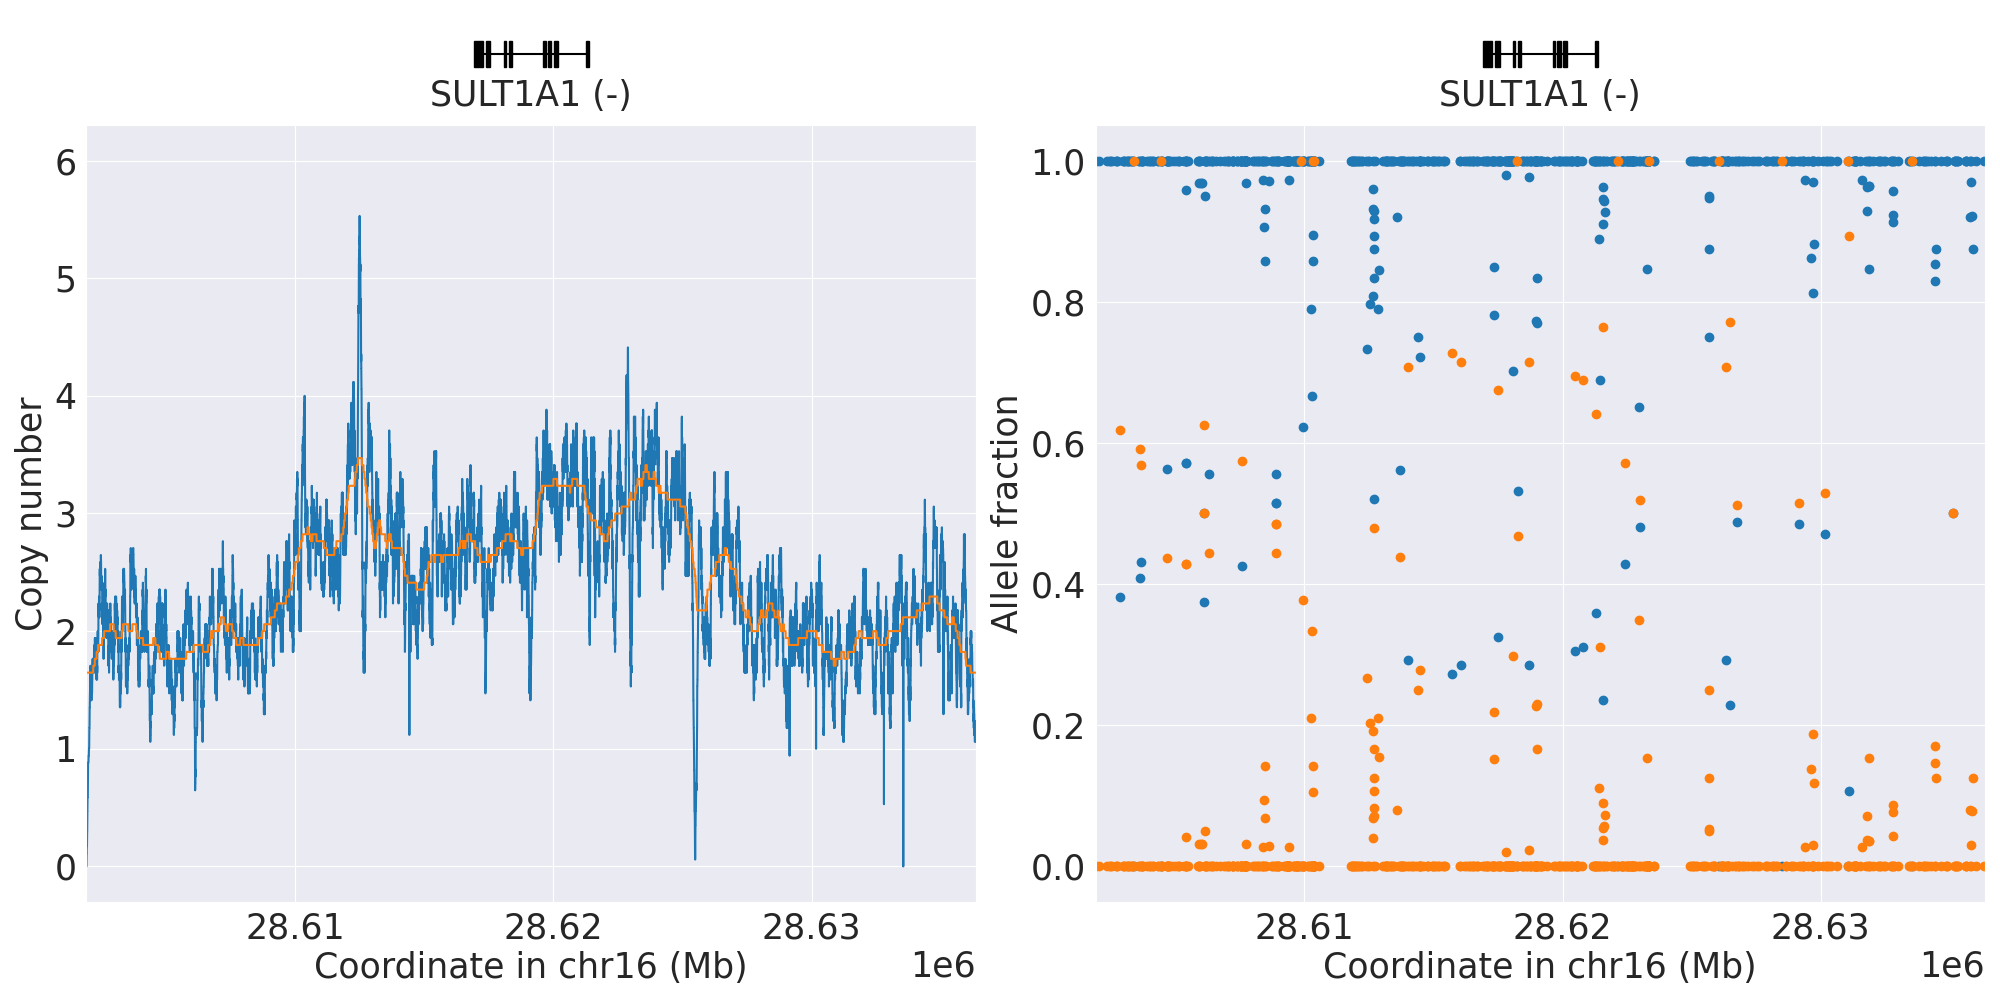 SULT1A1 (-)
6
5
4
3
2
1
0
Copy number
28.61
28.62
28.63
Coordinate in chr16 (Mb)
1e6
SULT1A1 (-)
1.0
0.8
0.6
0.4
0.2
0.0
Allele fraction
28.61
28.62
28.63
Coordinate in chr16 (Mb)
1e6